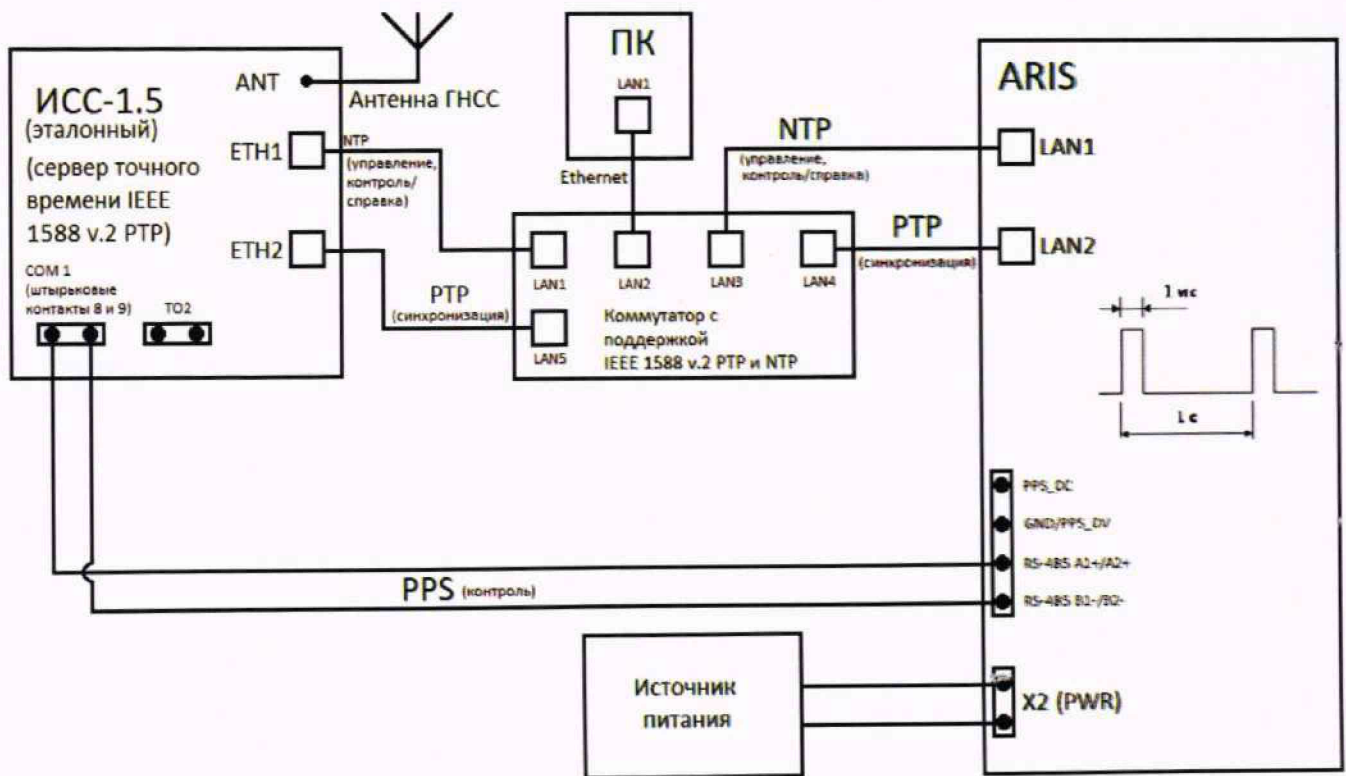 ИСС-1.5
(эталонный)
(сервер точного
времени IEEE
1588 v.2 PTP)
ANT
Антенна ГНСС
ETH1
ETH2
COM 1
(штырьковые
контакты 8 и 9)
TO2
NTP
(управление,
контроль/
справка)
PTP
(синхронизация)
ПК
LAN1
Ethernet
LAN1
LAN2
LAN3
LAN4
LAN5
Коммутатор с
поддержкой
IEEE 1588 v.2 PTP и NTP
NTP
(управление,
контроль/справка)
PTP
(синхронизация)
ARIS
LAN1
LAN2
1 мс
1 с
PPS_DC
GND/PPS_DV
RS-485 A1+/A2+
RS-485 B1-/B2-
PPS (контроль)
Источник
питания
X2 (PWR)